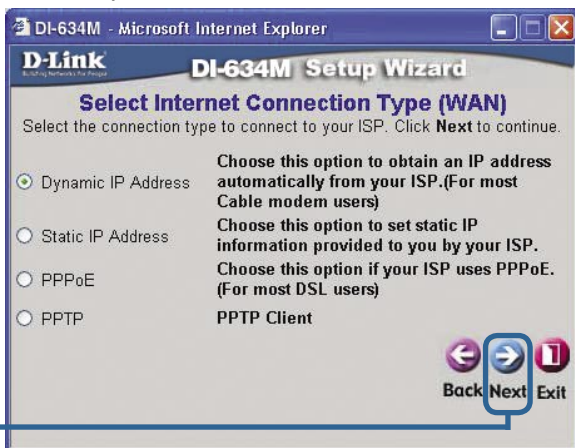 DI-634M - Microsoft Internet Explorer
D-Link
Building Networks for People
DI-634M Setup Wizard
Select Internet Connection Type (WAN)
Select the connection type to connect to your ISP. Click Next to continue.
Dynamic IP Address
Choose this option to obtain an IP address
automatically from your ISP.(For most
Cable modem users)
Static IP Address
Choose this option to set static IP
information provided to you by your ISP.
PPPoE
Choose this option if your ISP uses PPPoE.
(For most DSL users)
PPTP
PPTP Client
Back Next Exit